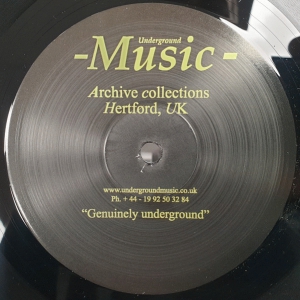 Underground
-Music-
Archive collections
Hertford, UK
www.undergroundmusic.co.uk
Ph. + 44 - 19 92 50 32 84
"Genuinely underground"